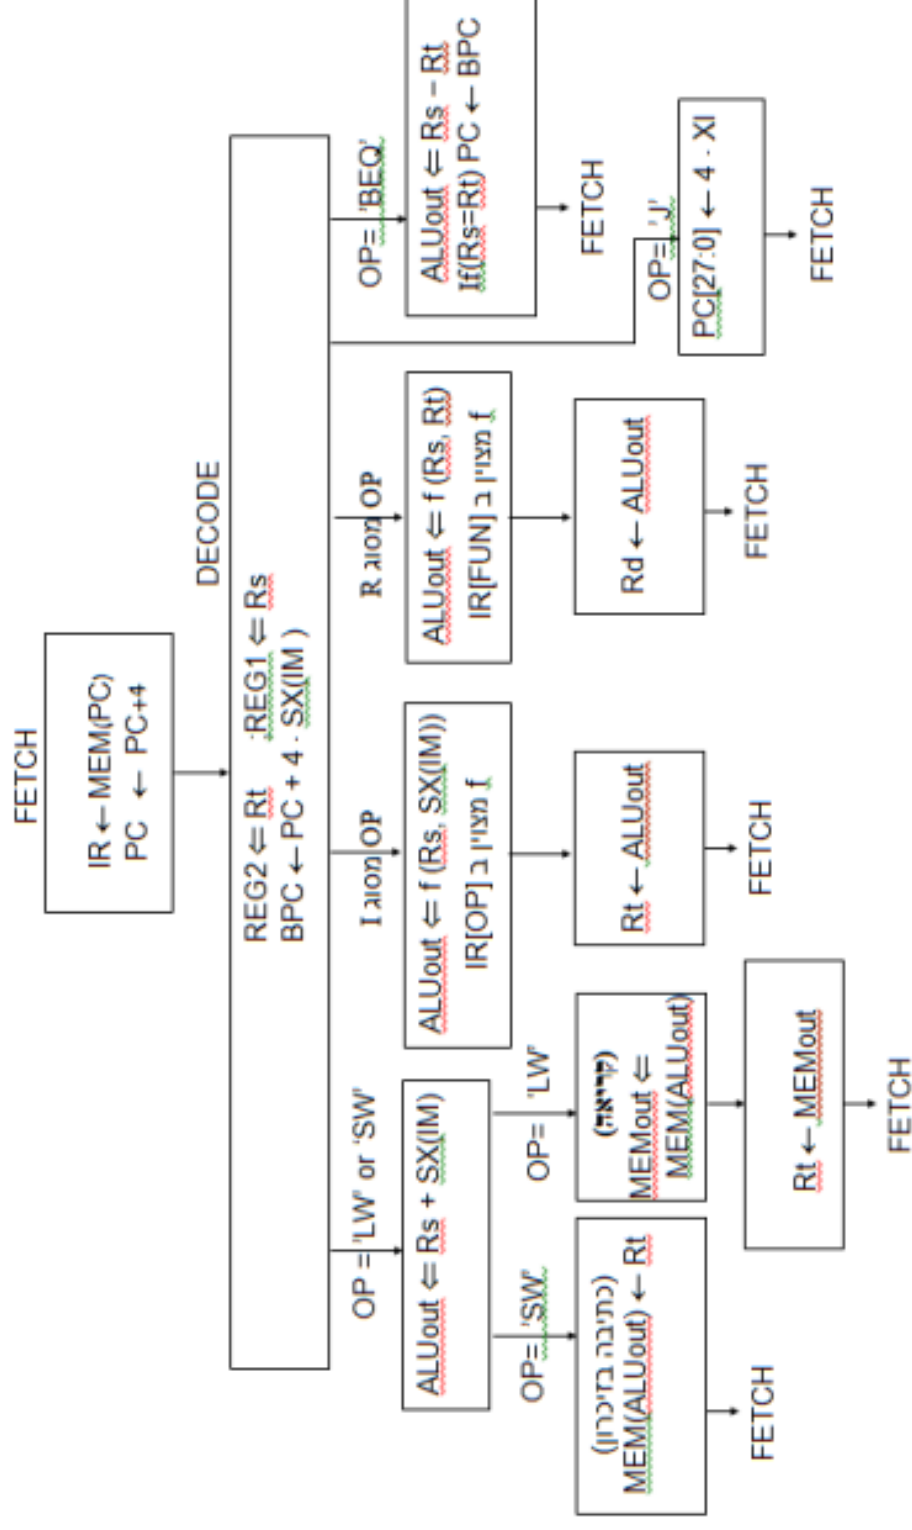 FETCH
IR ← MEM(PC)
PC ← PC+4
DECODE
REG2 ⇐ Rt ·REG1 ⇐ Rs
BPC ← PC + 4 · SX(IM )
OP = 'LW' or 'SW'
ALUout ⇐ Rs + SX(IM)
OP= 'SW'
(כתיבה בזיכרון)
MEM(ALUout) ← Rt
FETCH
OP= 'LW'
(קריאה)
MEMout ⇐
MEM(ALUout)
Rt ← MEMout
FETCH
OP מסוג I
ALUout ⇐ f (Rs, SX(IM))
f מצוין ב IR[OP]
Rt ← ALUout
FETCH
OP מסוג R
ALUout ⇐ f (Rs, Rt)
f מצוין ב IR[FUN]
Rd ← ALUout
FETCH
OP= 'BEQ'
ALUout ⇐ Rs – Rt
If(Rs=Rt) PC ← BPC
FETCH
OP= 'J'
PC[27:0] ← 4 · XI
FETCH